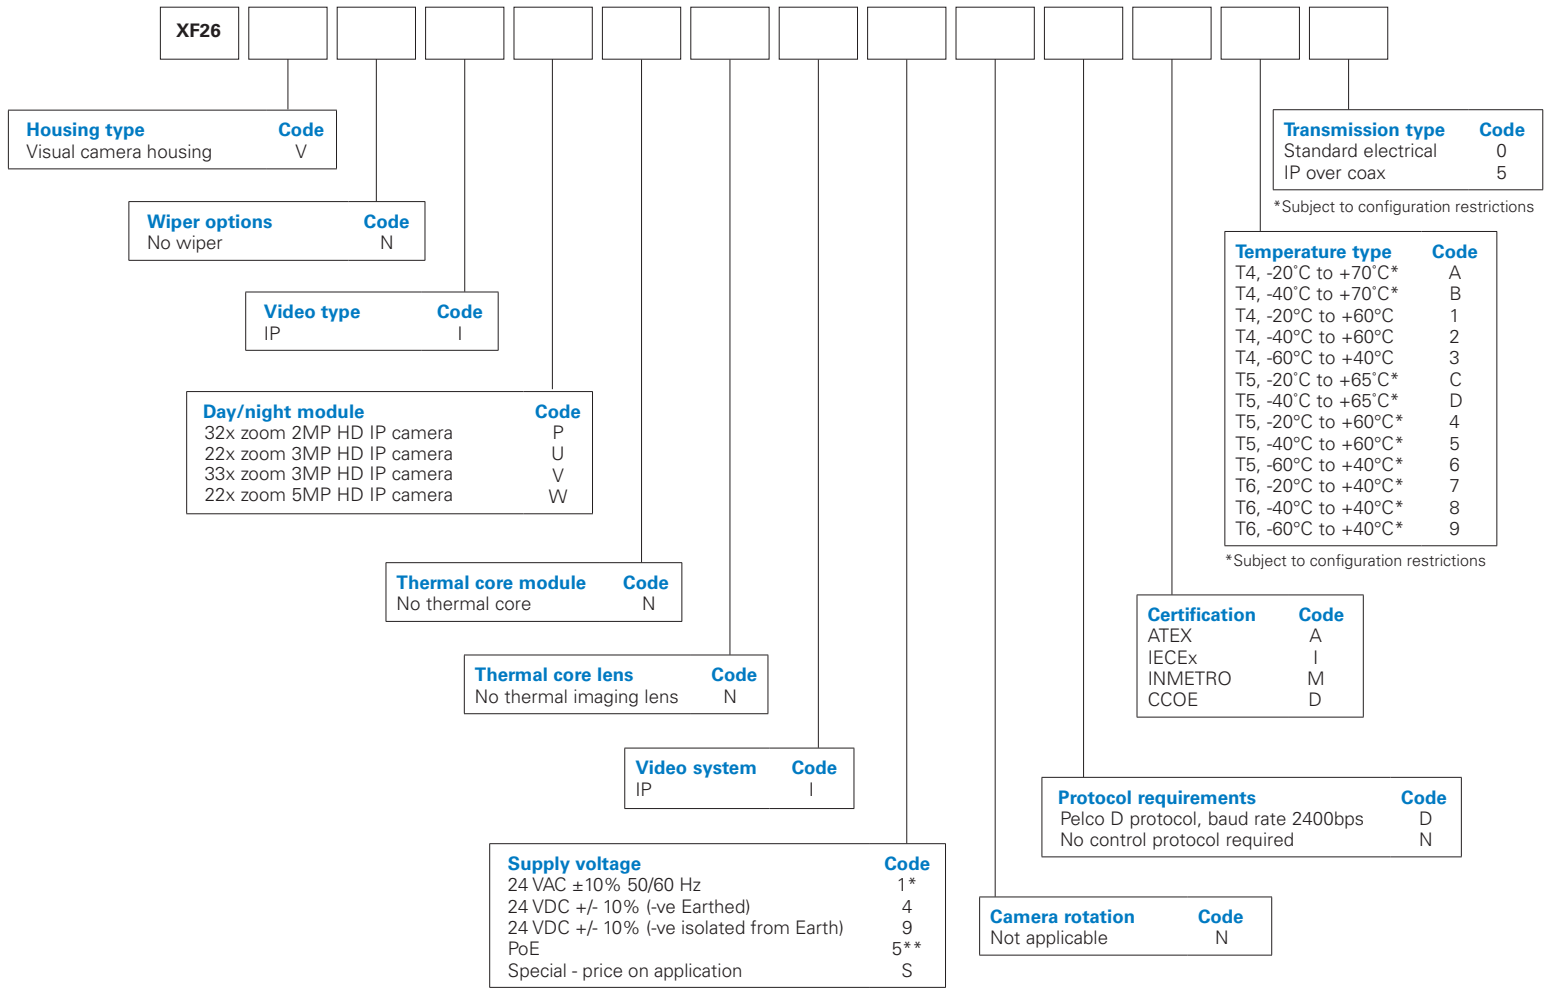 XF26
Housing type Code
Visual camera housing V
Wiper options Code
No wiper N
Video type Code
IP I
Day/night module Code
32x zoom 2MP HD IP camera P
22x zoom 3MP HD IP camera U
33x zoom 3MP HD IP camera V
22x zoom 5MP HD IP camera W
Thermal core module Code
No thermal core N
Thermal core lens Code
No thermal imaging lens N
Video system Code
IP I
Supply voltage Code
24 VAC ±10% 50/60 Hz 1*
24 VDC +/- 10% (-ve Earthed) 4
24 VDC +/- 10% (-ve isolated from Earth) 9
PoE 5**
Special - price on application S
Camera rotation Code
Not applicable N
Protocol requirements Code
Pelco D protocol, baud rate 2400bps D
No control protocol required N
Certification Code
ATEX A
IECEx I
INMETRO M
CCOE D
Temperature type Code
T4, -20˚C to +70˚C* A
T4, -40˚C to +70˚C* B
T4, -20°C to +60°C 1
T4, -40°C to +60°C 2
T4, -60°C to +40°C 3
T5, -20˚C to +65˚C* C
T5, -40˚C to +65˚C* D
T5, -20°C to +60°C* 4
T5, -40°C to +60°C* 5
T5, -60°C to +40°C* 6
T6, -20°C to +40°C* 7
T6, -40°C to +40°C* 8
T6, -60°C to +40°C* 9
*Subject to configuration restrictions
Transmission type Code
Standard electrical 0
IP over coax 5
*Subject to configuration restrictions